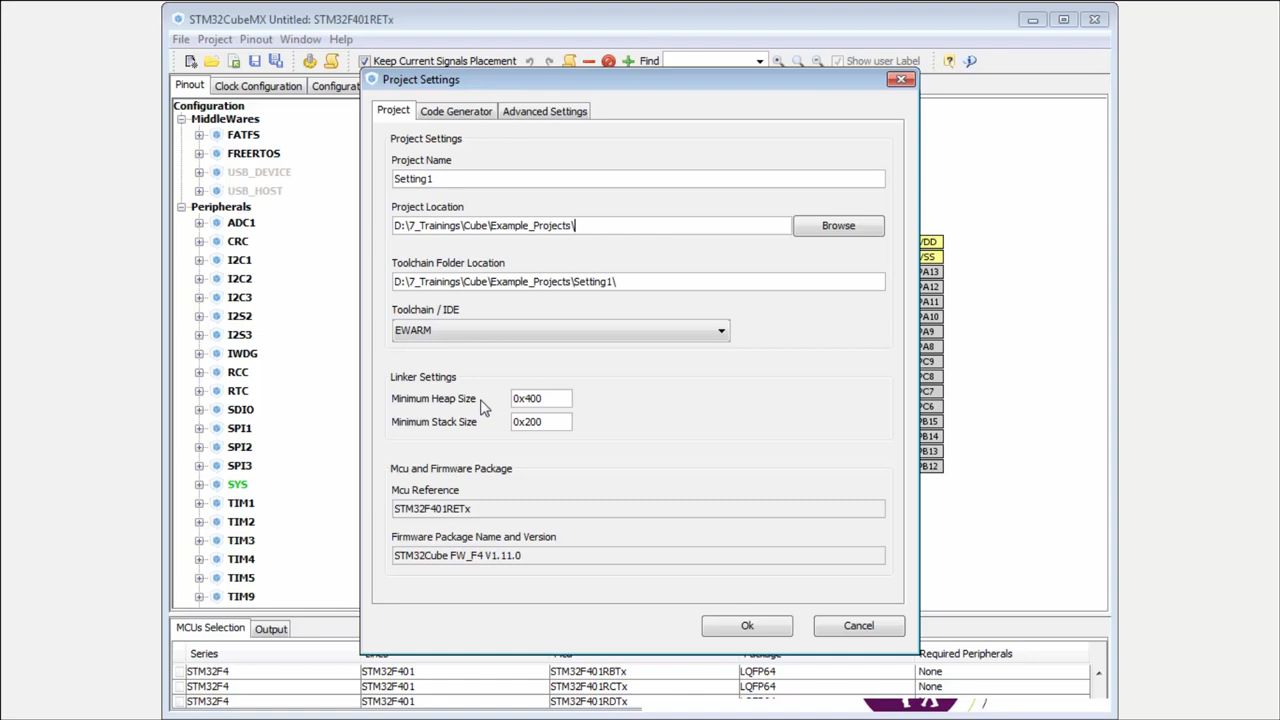 STM32CubeMX Untitled: STM32F401RETx
File Project Pinout Window Help
Keep Current Signals Placement Find Show user Label
Pinout Clock Configuration Configurat
Project Settings
Project Code Generator Advanced Settings
Configuration
MiddleWares
FATFS
FREERTOS
USB_DEVICE
USB_HOST
Peripherals
ADC1
CRC
I2C1
I2C2
I2C3
I2S2
I2S3
IWDG
RCC
RTC
SDIO
SPI1
SPI2
SPI3
SYS
TIM1
TIM2
TIM3
TIM4
TIM5
TIM9
Project Settings
Project Name
Setting1
Project Location
D:\7_Trainings\Cube\Example_Projects\
Browse
Toolchain Folder Location
D:\7_Trainings\Cube\Example_Projects\Setting1\
Toolchain / IDE
EWARM
Linker Settings
Minimum Heap Size 0x400
Minimum Stack Size 0x200
Mcu and Firmware Package
Mcu Reference
STM32F401RETx
Firmware Package Name and Version
STM32Cube FW_F4 V1.11.0
Ok Cancel
VDD
VSS
PA13
PA12
PA11
PA10
PA9
PA8
PC9
PC8
PC7
PC6
PB15
PB14
PB13
PB12
MCUs Selection Output
Series Required Peripherals
STM32F4 STM32F401 STM32F401RBTx LQFP64 None
STM32F4 STM32F401 STM32F401RCTx LQFP64 None
STM32F4 STM32F401 STM32F401RDTx